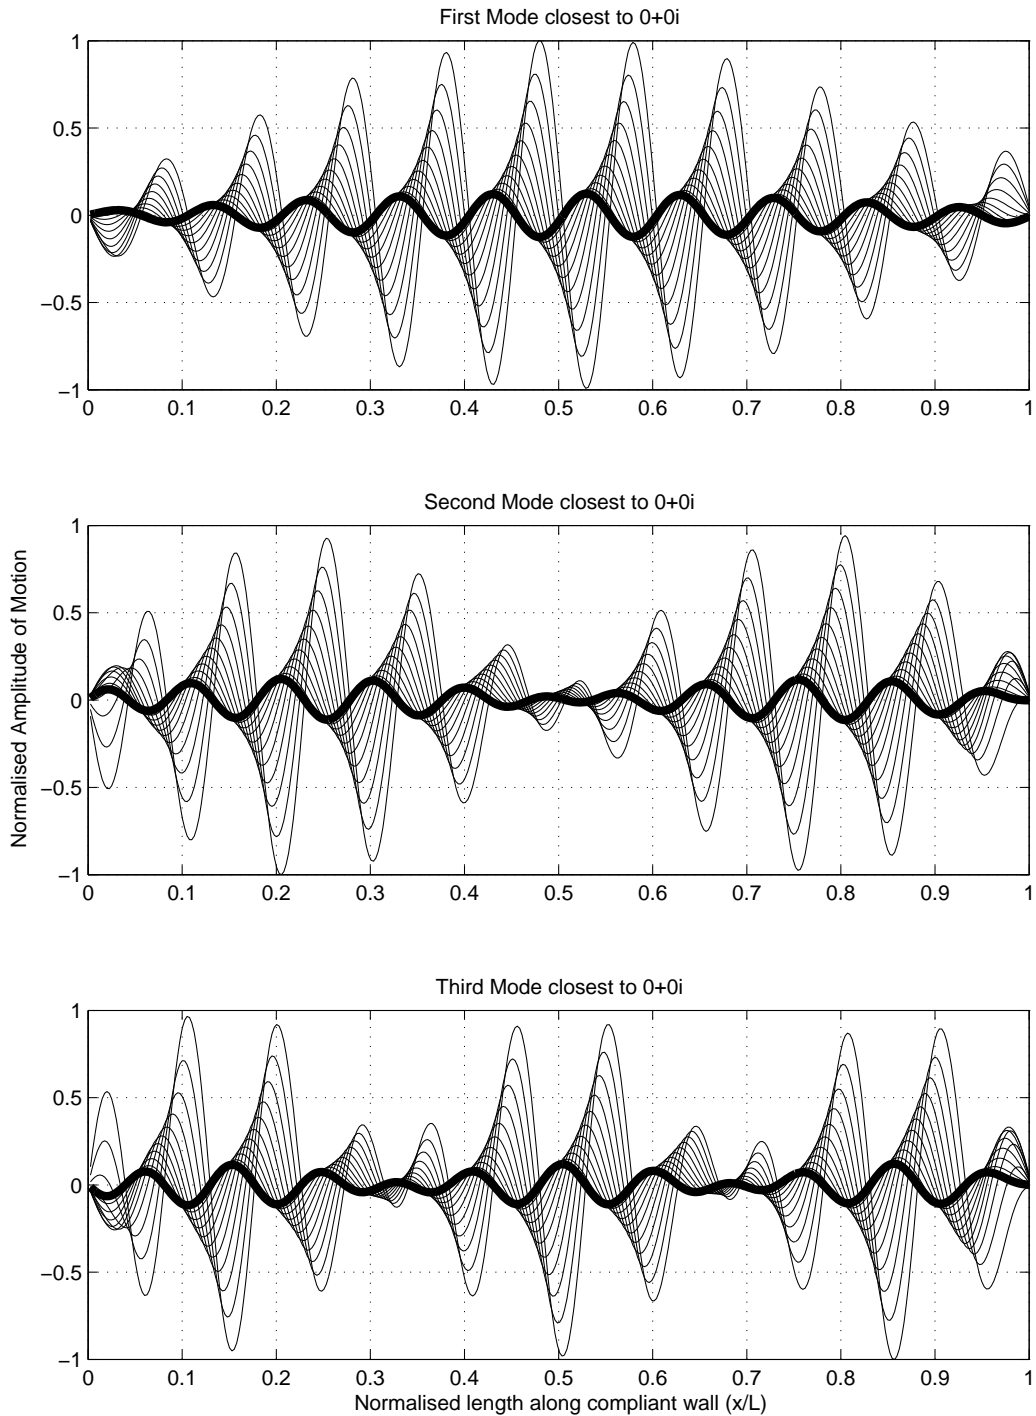 First Mode closest to 0+0i
1
0.5
0
−0.5
−1
0 0.1 0.2 0.3 0.4 0.5 0.6 0.7 0.8 0.9 1
Second Mode closest to 0+0i
Normalised Amplitude of Motion
1
0.5
0
−0.5
−1
0 0.1 0.2 0.3 0.4 0.5 0.6 0.7 0.8 0.9 1
Third Mode closest to 0+0i
1
0.5
0
−0.5
−1
0 0.1 0.2 0.3 0.4 0.5 0.6 0.7 0.8 0.9 1
Normalised length along compliant wall (x/L)